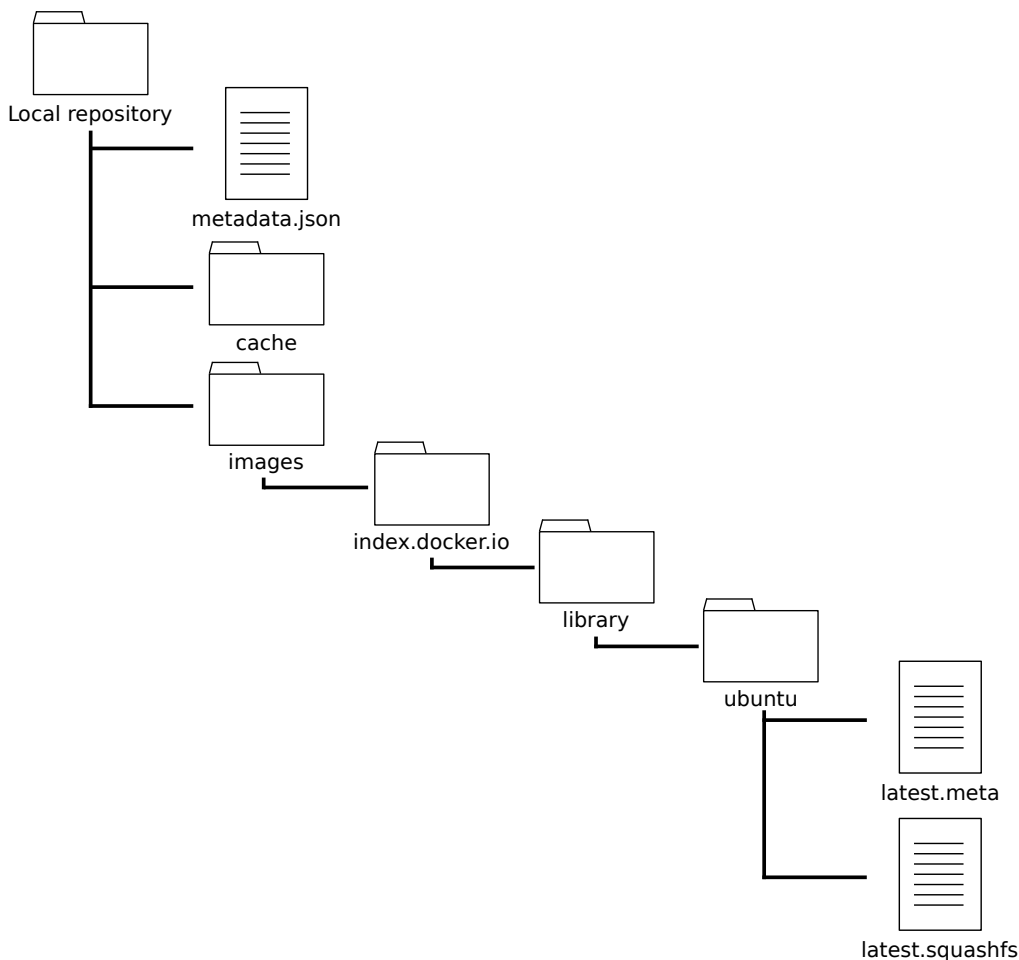 Local repository
metadata.json
cache
images
index.docker.io
library
ubuntu
latest.meta
latest.squashfs